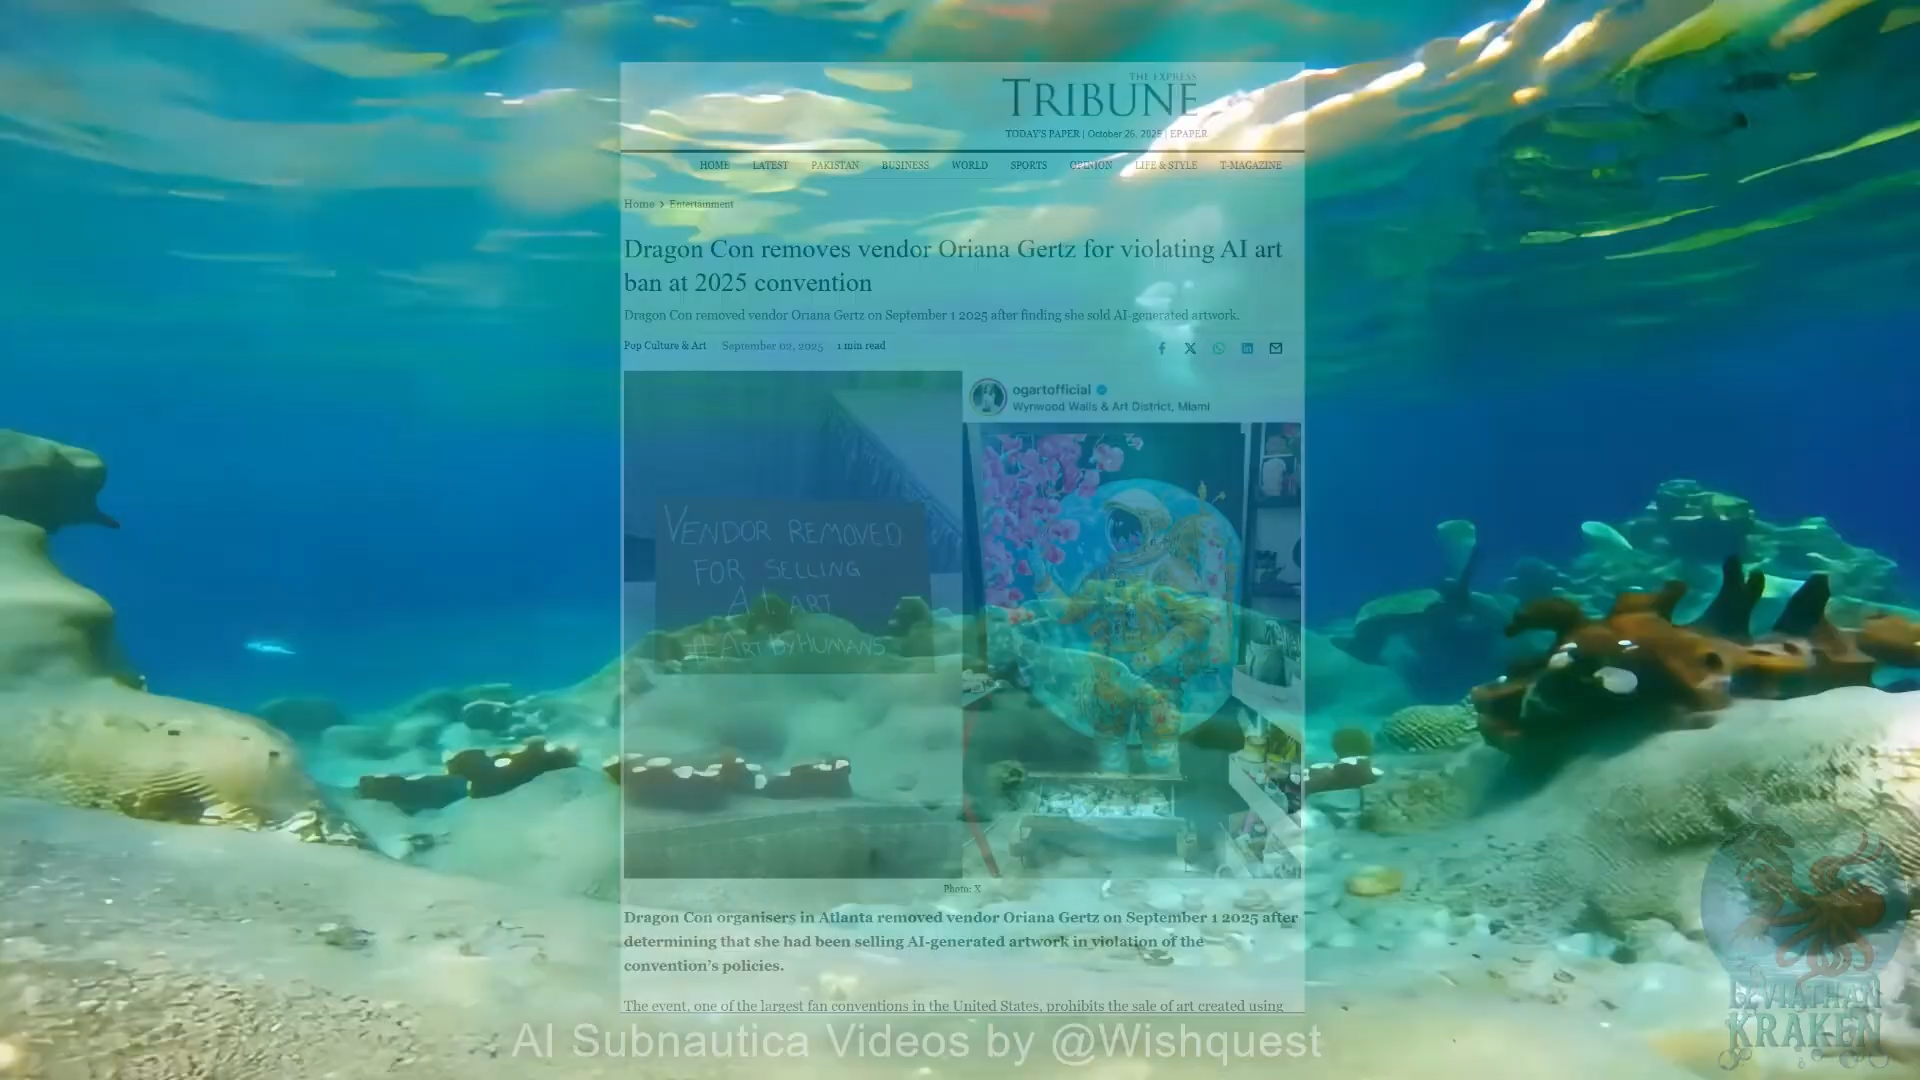 THE EXPRESS
TRIBUNE
TODAY'S PAPER | October 26, 2025 | EPAPER
HOME LATEST PAKISTAN BUSINESS WORLD SPORTS OPINION LIFE & STYLE T-MAGAZINE
Home > Entertainment
Dragon Con removes vendor Oriana Gertz for violating AI art
ban at 2025 convention
Dragon Con removed vendor Oriana Gertz on September 1 2025 after finding she sold AI-generated artwork.
Pop Culture & Art September 02, 2025 1 min read
ogartofficial
Wynwood Walls & Art District, Miami
VENDOR REMOVED
FOR SELLING
A.I. ART
#ARTBYHUMANS
Photo: X
Dragon Con organisers in Atlanta removed vendor Oriana Gertz on September 1 2025 after
determining that she had been selling AI-generated artwork in violation of the
convention's policies.
The event, one of the largest fan conventions in the United States, prohibits the sale of art created using
AI Subnautica Videos by @Wishquest
LEVIATHAN
KRAKEN